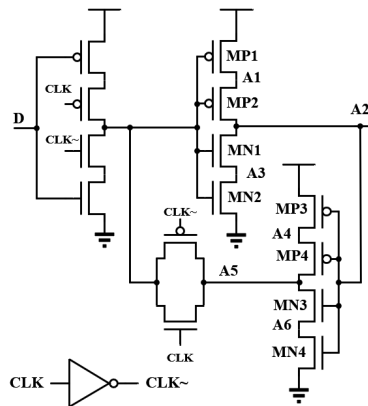 MP1
A1
CLK
MP2
D
A2
CLK~
MN1
A3
MN2
MP3
CLK~
A4
MP4
A5
MN3
A6
MN4
CLK
CLK
CLK~